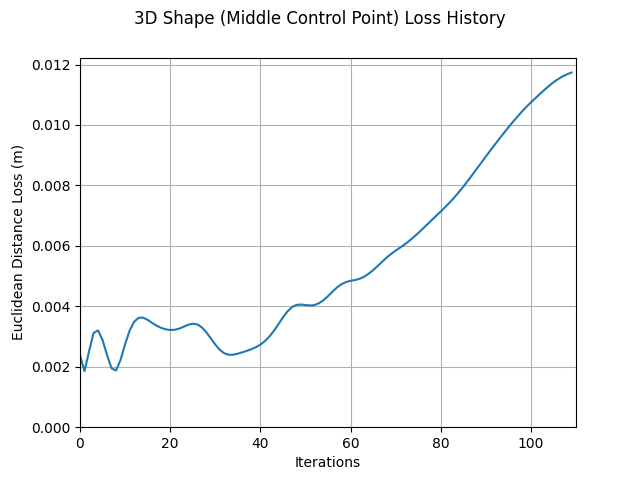 3D Shape (Middle Control Point) Loss History
0.012
0.010
0.008
0.006
0.004
0.002
0.000
Euclidean Distance Loss (m)
0 20 40 60 80 100
Iterations